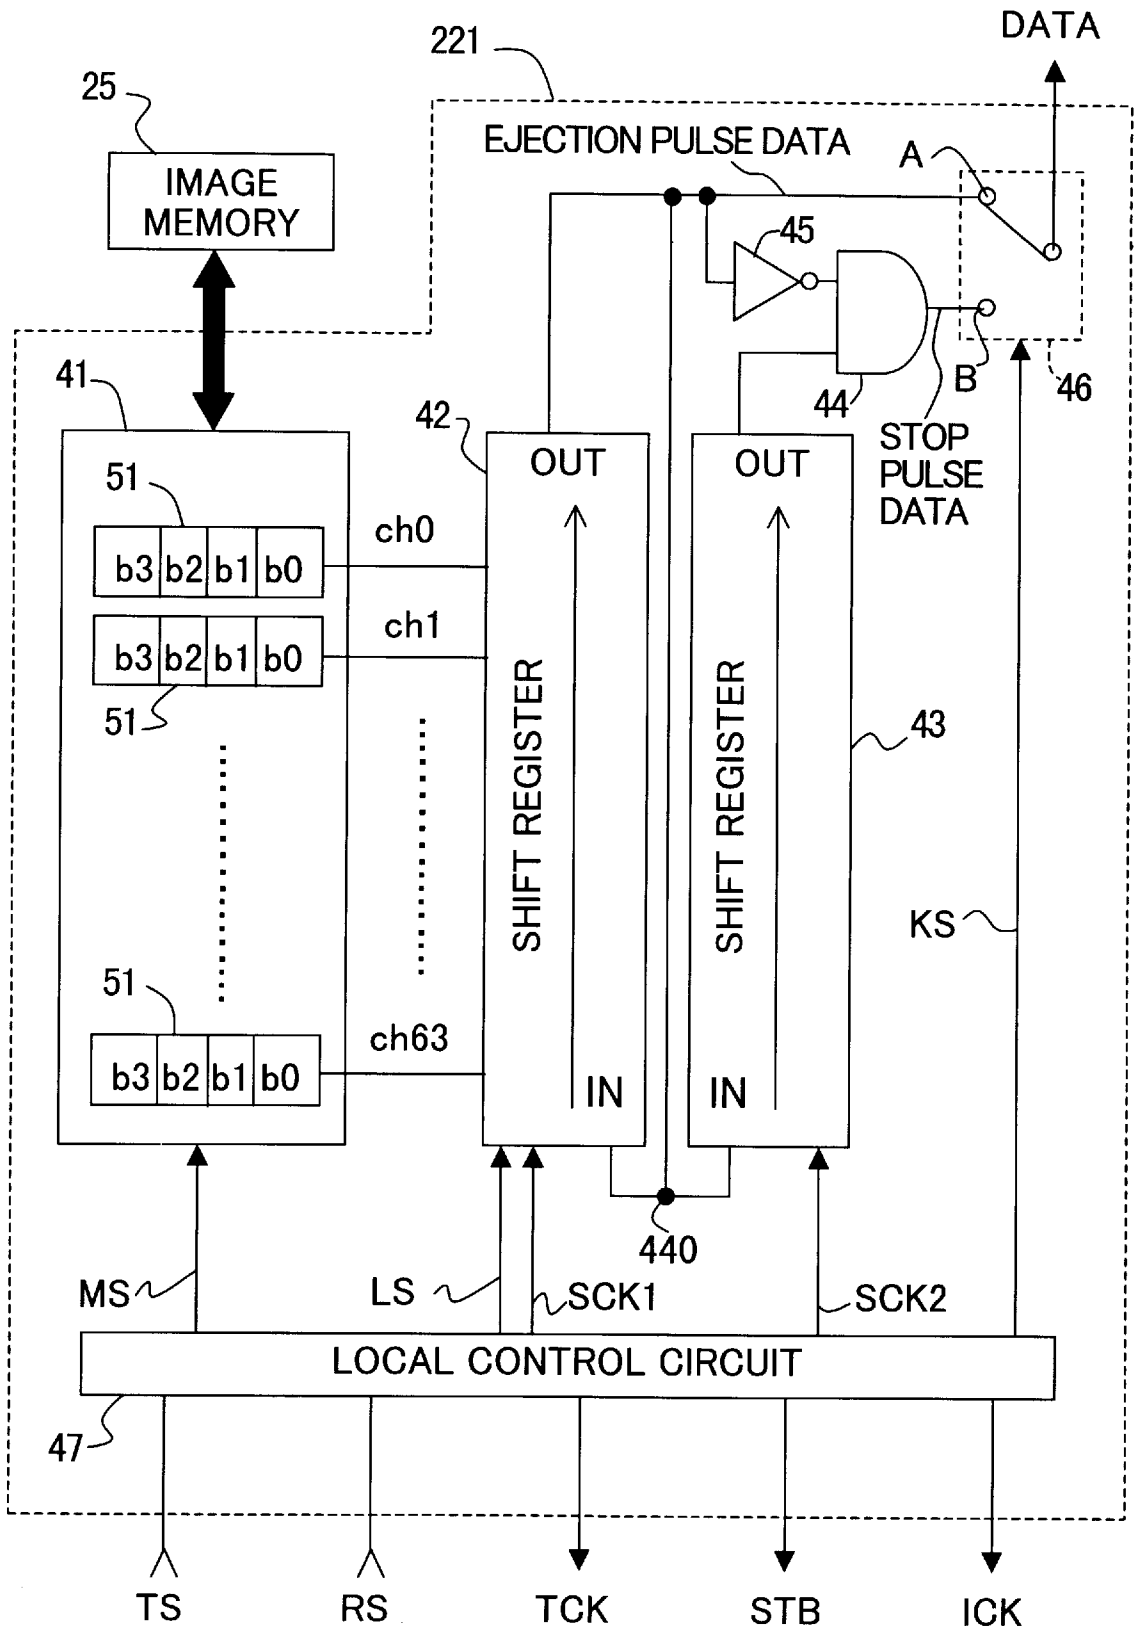 DATA
221
25
EJECTION PULSE DATA
A
IMAGE
MEMORY
45
B
46
44
41
42
STOP
PULSE
DATA
OUT
OUT
51
ch0
b3 b2 b1 b0
ch1
b3 b2 b1 b0
51
SHIFT REGISTER
SHIFT REGISTER
43
KS
51
ch63
b3 b2 b1 b0
IN
IN
440
MS
LS
SCK1
SCK2
LOCAL CONTROL CIRCUIT
47
TS
RS
TCK
STB
ICK